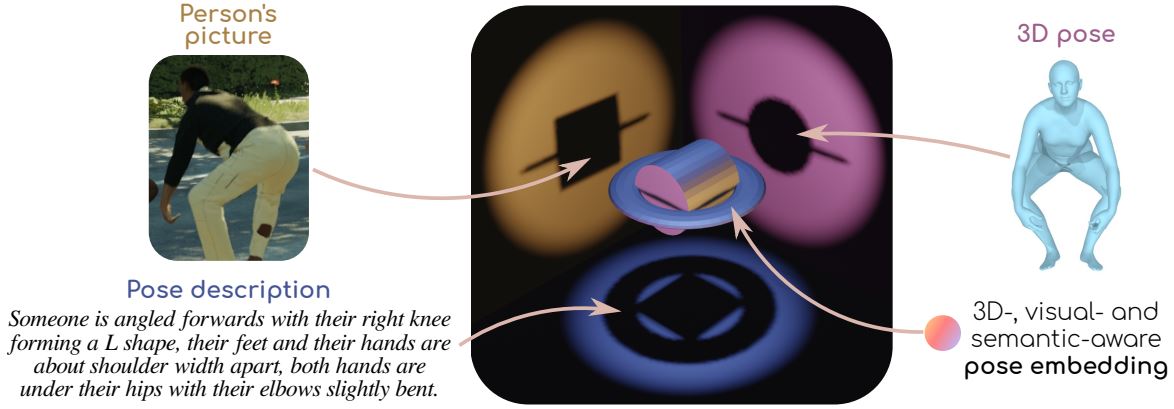 Person's
picture
Pose description
Someone is angled forwards with their right knee
forming a L shape, their feet and their hands are
about shoulder width apart, both hands are
under their hips with their elbows slightly bent.
3D pose
3D-, visual- and
semantic-aware
pose embedding